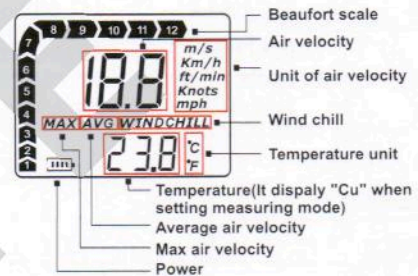 8 9 10 11 12
7
6
5
4
3
2
1
18.8
m/s
Km/h
ft/min
Knots
mph
MAX AVG WINDCHILL
23.8
°C
°F
Beaufort scale
Air velocity
Unit of air velocity
Wind chill
Temperature unit
Temperature(It dispaly "Cu" when
setting measuring mode)
Average air velocity
Max air velocity
Power